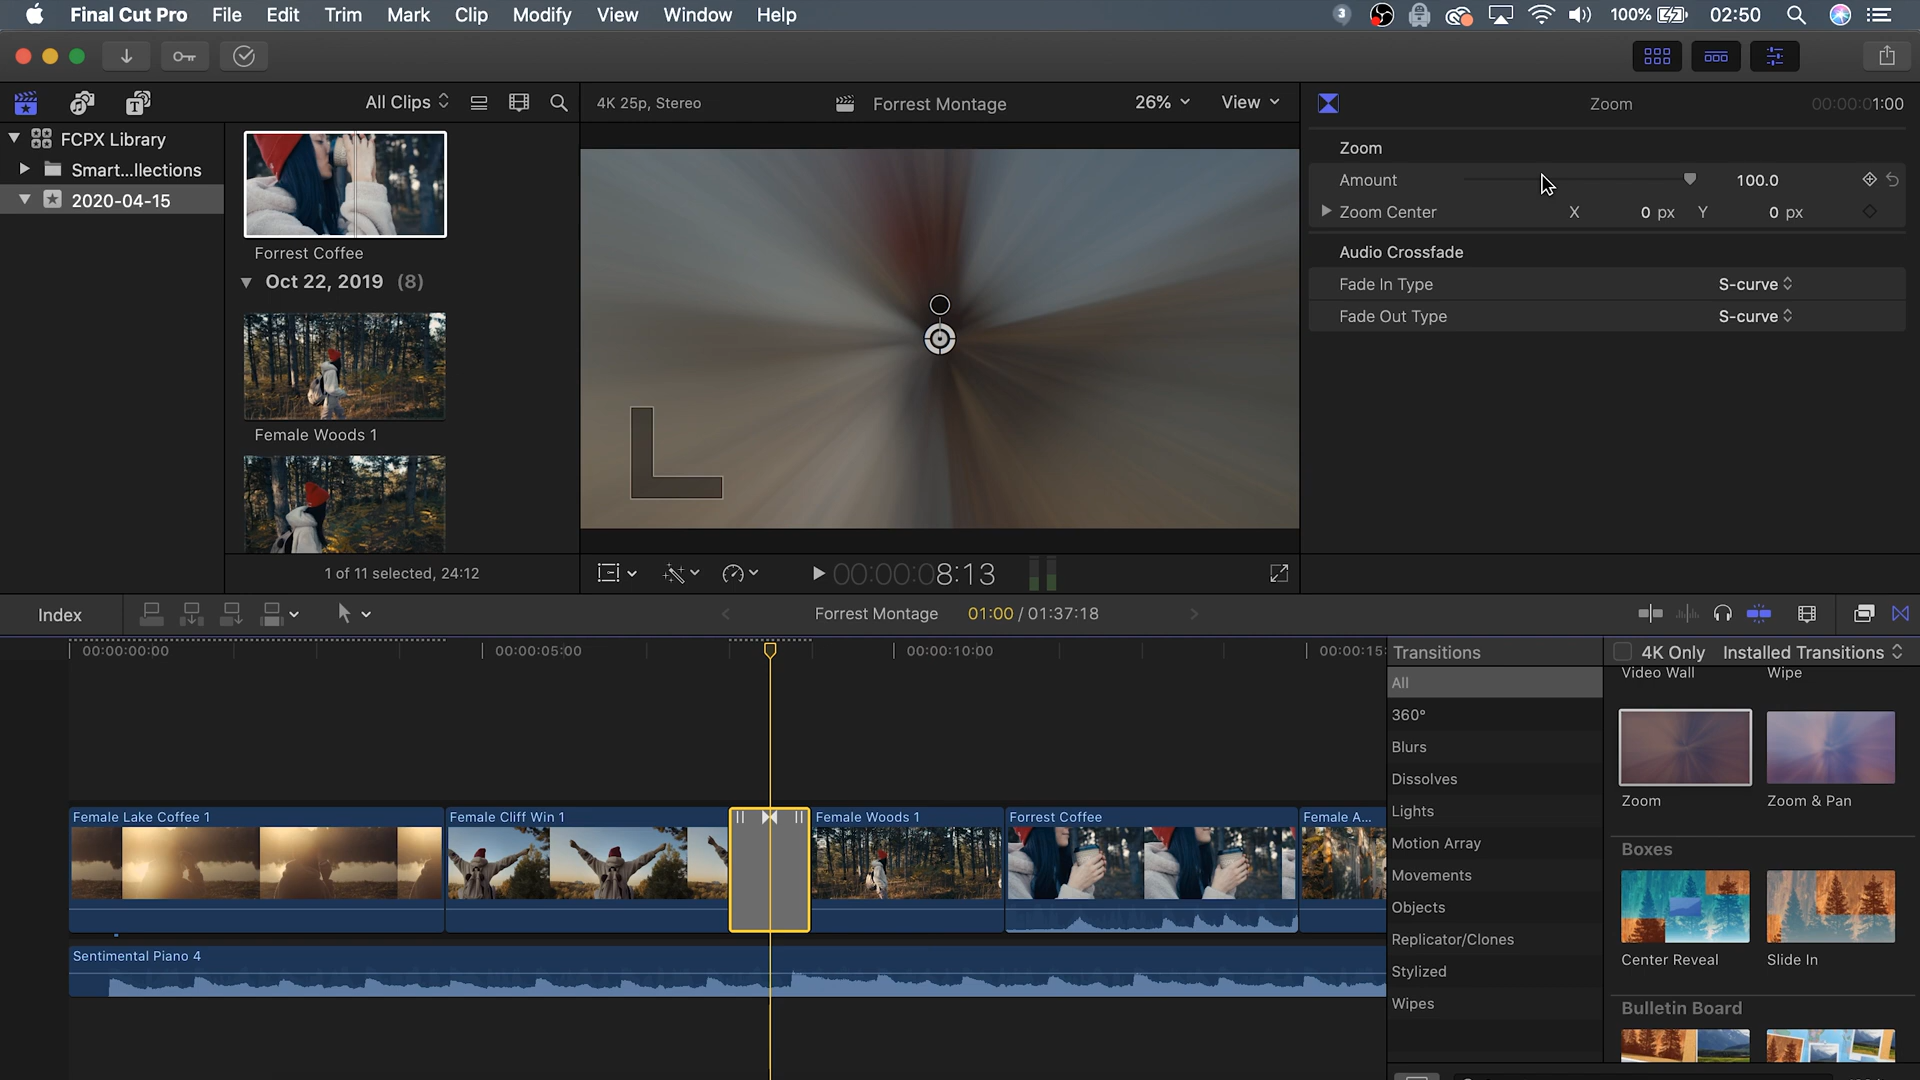 Final Cut Pro File Edit Trim Mark Clip Modify View Window Help 3 100% 02:50
All Clips
4K 25p, Stereo Forrest Montage 26% View
Zoom 00:00:01:00
FCPX Library
Smart...llections
2020-04-15
Forrest Coffee
Oct 22, 2019 (8)
Female Woods 1
1 of 11 selected, 24:12
Zoom
Amount 100.0
Zoom Center X 0 px Y 0 px
Audio Crossfade
Fade In Type S-curve
Fade Out Type S-curve
00:00:08:13
Index
Forrest Montage 01:00 / 01:37:18
00:00:00:00 00:00:05:00 00:00:10:00 00:00:15:
Female Lake Coffee 1 Female Cliff Win 1 Female Woods 1 Forrest Coffee Female A...
Sentimental Piano 4
Transitions
4K Only Installed Transitions
All
360°
Blurs
Dissolves
Lights
Motion Array
Movements
Objects
Replicator/Clones
Stylized
Wipes
Video Wall Wipe
Zoom Zoom & Pan
Boxes
Center Reveal Slide In
Bulletin Board